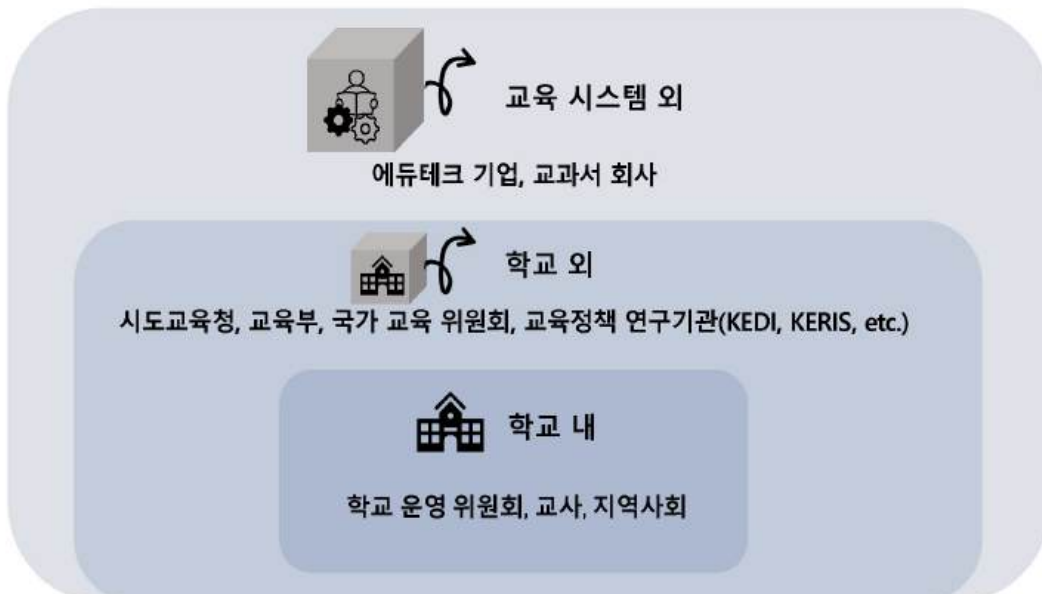 교육 시스템 외
에듀테크 기업, 교과서 회사
학교 외
시도교육청, 교육부, 국가 교육 위원회, 교육정책 연구기관(KEDI, KERIS, etc.)
학교 내
학교 운영 위원회, 교사, 지역사회